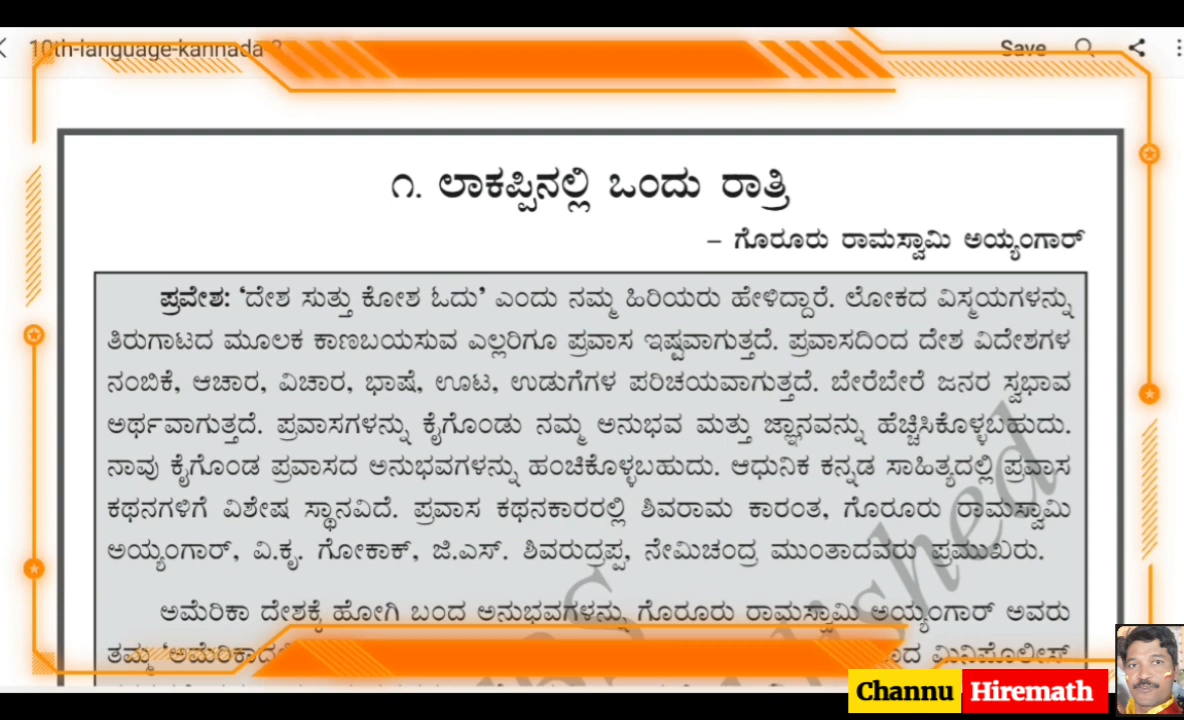 10th-language-kannada
Save
೧. ಲಾಕಪ್ಪಿನಲ್ಲಿ ಒಂದು ರಾತ್ರಿ
– ಗೊರೂರು ರಾಮಸ್ವಾಮಿ ಅಯ್ಯಂಗಾರ್
ಪ್ರವೇಶ: 'ದೇಶ ಸುತ್ತು ಕೋಶ ಓದು' ಎಂದು ನಮ್ಮ ಹಿರಿಯರು ಹೇಳಿದ್ದಾರೆ. ಲೋಕದ ವಿಸ್ಮಯಗಳನ್ನು
ತಿರುಗಾಟದ ಮೂಲಕ ಕಾಣಬಯಸುವ ಎಲ್ಲರಿಗೂ ಪ್ರವಾಸ ಇಷ್ಟವಾಗುತ್ತದೆ. ಪ್ರವಾಸದಿಂದ ದೇಶ ವಿದೇಶಗಳ
ನಂಬಿಕೆ, ಆಚಾರ, ವಿಚಾರ, ಭಾಷೆ, ಊಟ, ಉಡುಗೆಗಳ ಪರಿಚಯವಾಗುತ್ತದೆ. ಬೇರೆಬೇರೆ ಜನರ ಸ್ವಭಾವ
ಅರ್ಥವಾಗುತ್ತದೆ. ಪ್ರವಾಸಗಳನ್ನು ಕೈಗೊಂಡು ನಮ್ಮ ಅನುಭವ ಮತ್ತು ಜ್ಞಾನವನ್ನು ಹೆಚ್ಚಿಸಿಕೊಳ್ಳಬಹುದು.
ನಾವು ಕೈಗೊಂಡ ಪ್ರವಾಸದ ಅನುಭವಗಳನ್ನು ಹಂಚಿಕೊಳ್ಳಬಹುದು. ಆಧುನಿಕ ಕನ್ನಡ ಸಾಹಿತ್ಯದಲ್ಲಿ ಪ್ರವಾಸ
ಕಥನಗಳಿಗೆ ವಿಶೇಷ ಸ್ಥಾನವಿದೆ. ಪ್ರವಾಸ ಕಥನಕಾರರಲ್ಲಿ ಶಿವರಾಮ ಕಾರಂತ, ಗೊರೂರು ರಾಮಸ್ವಾಮಿ
ಅಯ್ಯಂಗಾರ್, ವಿ.ಕೃ. ಗೋಕಾಕ್, ಜಿ.ಎಸ್. ಶಿವರುದ್ರಪ್ಪ, ನೇಮಿಚಂದ್ರ ಮುಂತಾದವರು ಪ್ರಮುಖರು.
ಅಮೆರಿಕಾ ದೇಶಕ್ಕೆ ಹೋಗಿ ಬಂದ ಅನುಭವಗಳನ್ನು ಗೊರೂರು ರಾಮಸ್ವಾಮಿ ಅಯ್ಯಂಗಾರ್ ಅವರು
ತಮ್ಮ
Channu Hiremath